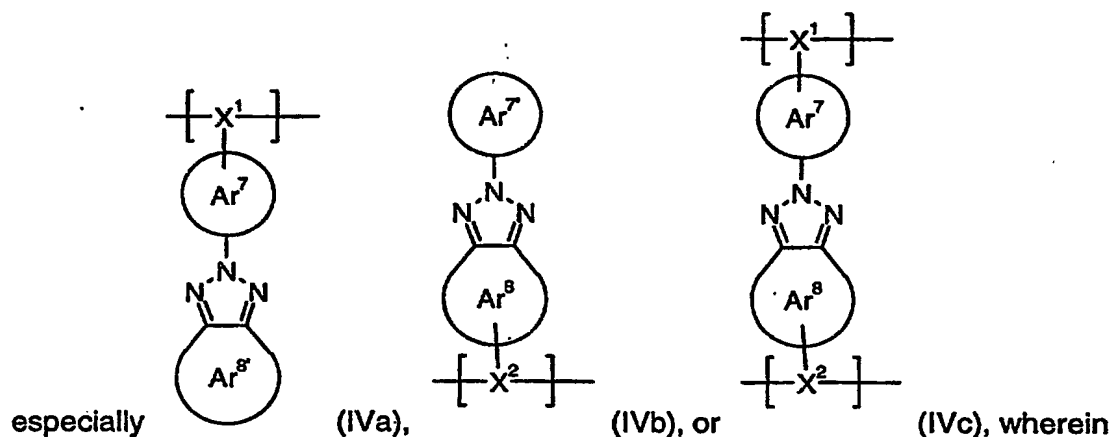 X¹ X¹
Ar⁷ Ar⁷' Ar⁷
N N N
N N N N N N
Ar⁸' Ar⁸ Ar⁸
X² X²
especially (IVa), (IVb), or (IVc), wherein